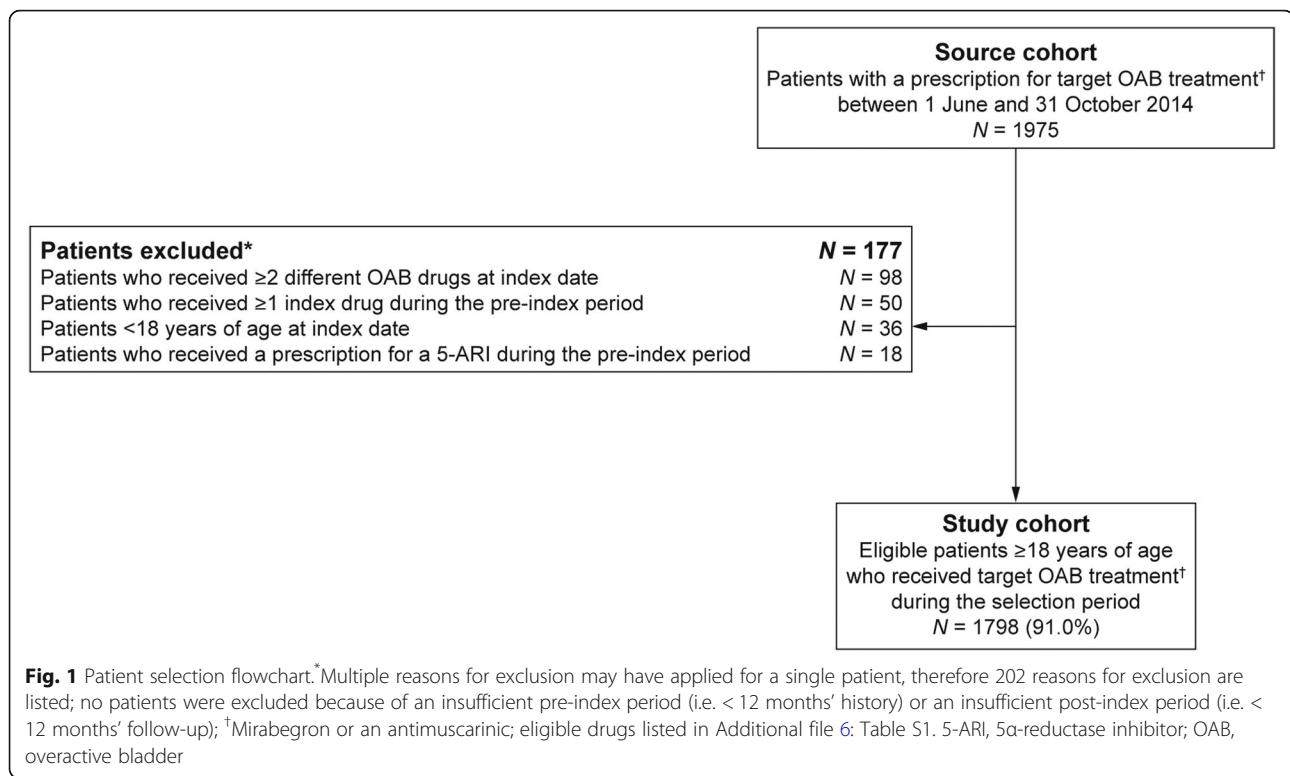 Source cohort
Patients with a prescription for target OAB treatment†
between 1 June and 31 October 2014
N = 1975
Patients excluded* N = 177
Patients who received ≥2 different OAB drugs at index date N = 98
Patients who received ≥1 index drug during the pre-index period N = 50
Patients <18 years of age at index date N = 36
Patients who received a prescription for a 5-ARI during the pre-index period N = 18
Study cohort
Eligible patients ≥18 years of age
who received target OAB treatment†
during the selection period
N = 1798 (91.0%)
Fig. 1 Patient selection flowchart. *Multiple reasons for exclusion may have applied for a single patient, therefore 202 reasons for exclusion are
listed; no patients were excluded because of an insufficient pre-index period (i.e. < 12 months’ history) or an insufficient post-index period (i.e. <
12 months’ follow-up); †Mirabegron or an antimuscarinic; eligible drugs listed in Additional file 6: Table S1. 5-ARI, 5α-reductase inhibitor; OAB,
overactive bladder